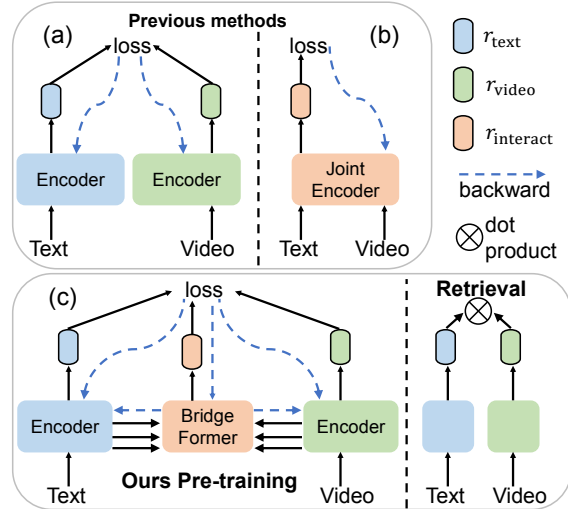 Previous methods
(a)
loss
Encoder
Encoder
Text
Video
(b)
loss
Joint
Encoder
Text
Video
r_text
r_video
r_interact
backward
dot
product
(c)
loss
Encoder
Bridge
Former
Encoder
Text
Ours Pre-training
Video
Retrieval
Text
Video